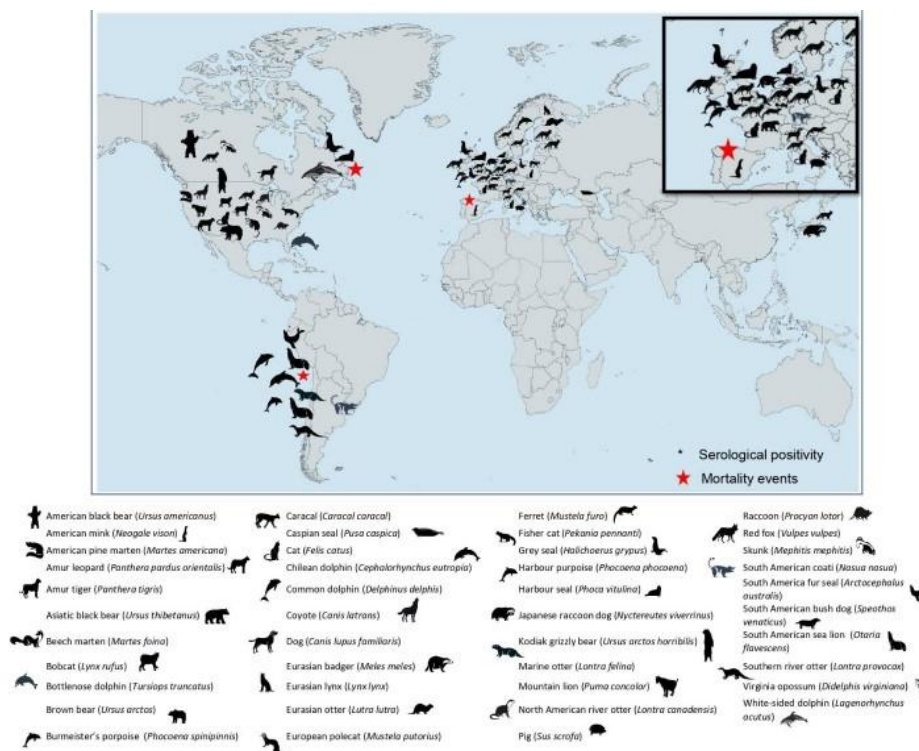 Serological positivity
Mortality events
American black bear (Ursus americanus)
American mink (Neogale vison)
American pine marten (Martes americana)
Amur leopard (Panthera pardus orientalis)
Amur tiger (Panthera tigris)
Asiatic black bear (Ursus thibetanus)
Beech marten (Martes foina)
Bobcat (Lynx rufus)
Bottlenose dolphin (Tursiops truncatus)
Brown bear (Ursus arctos)
Burmeister's porpoise (Phocoena spinipinnis)
Caracal (Caracal caracal)
Caspian seal (Pusa caspica)
Cat (Felis catus)
Chilean dolphin (Cephalorhynchus eutropia)
Common dolphin (Delphinus delphis)
Coyote (Canis latrans)
Dog (Canis lupus familiaris)
Eurasian badger (Meles meles)
Eurasian lynx (Lynx lynx)
Eurasian otter (Lutra lutra)
European polecat (Mustela putorius)
Ferret (Mustela furo)
Fisher cat (Pekania pennanti)
Grey seal (Halichoerus grypus)
Harbour purpoise (Phocoena phocoena)
Harbour seal (Phoca vitulina)
Japanese raccoon dog (Nyctereutes viverrinus)
Kodiak grizzly bear (Ursus arctos horribilis)
Marine otter (Lontra felina)
Mountain lion (Puma concolor)
North American river otter (Lontra canadensis)
Pig (Sus scrofa)
Raccoon (Procyon lotor)
Red fox (Vulpes vulpes)
Skunk (Mephitis mephitis)
South American coati (Nasua nasua)
South America fur seal (Arctocephalus
australis)
South American bush dog (Speothos
venaticus)
South American sea lion (Otaria
flavescens)
Southern river otter (Lontra provocax)
Virginia opossum (Didelphis virginiana)
White-sided dolphin (Lagenorhynchus
acutus)